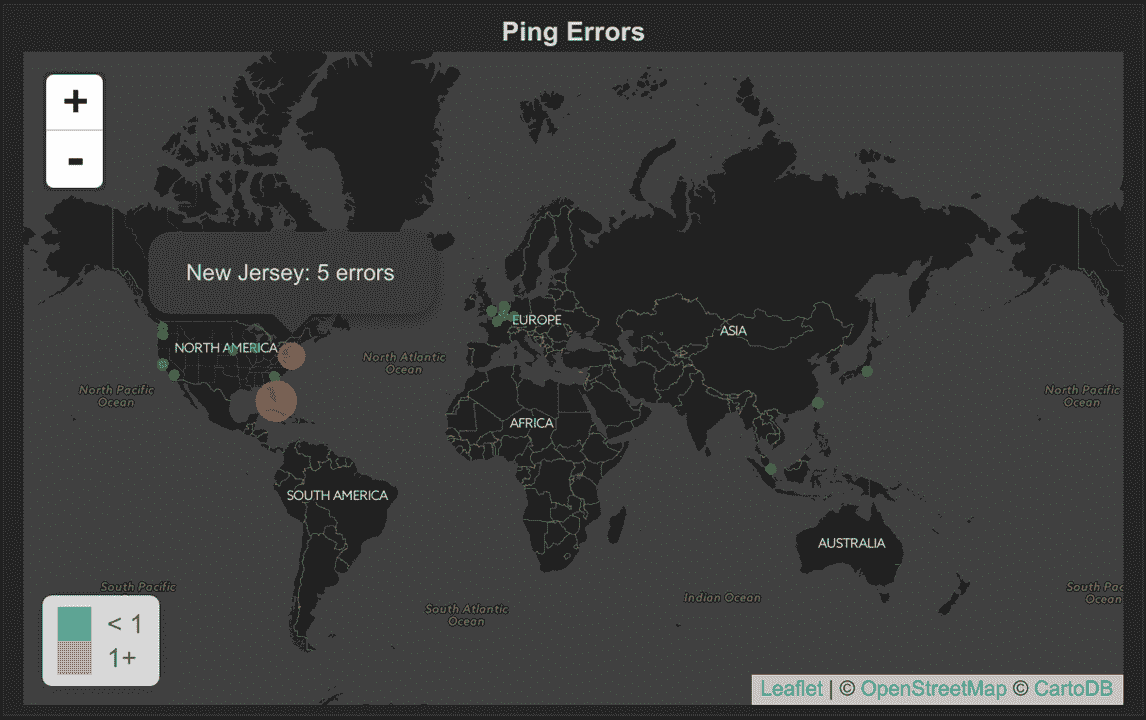 Ping Errors
+
-
New Jersey: 5 errors
NORTH AMERICA
EUROPE
ASIA
North Atlantic
Ocean
North Pacific
Ocean
North Pacific
Ocean
AFRICA
SOUTH AMERICA
AUSTRALIA
South Pacific
South Atlantic
Ocean
Indian Ocean
South Pac
Ocean
< 1
1+
Leaflet | © OpenStreetMap © CartoDB